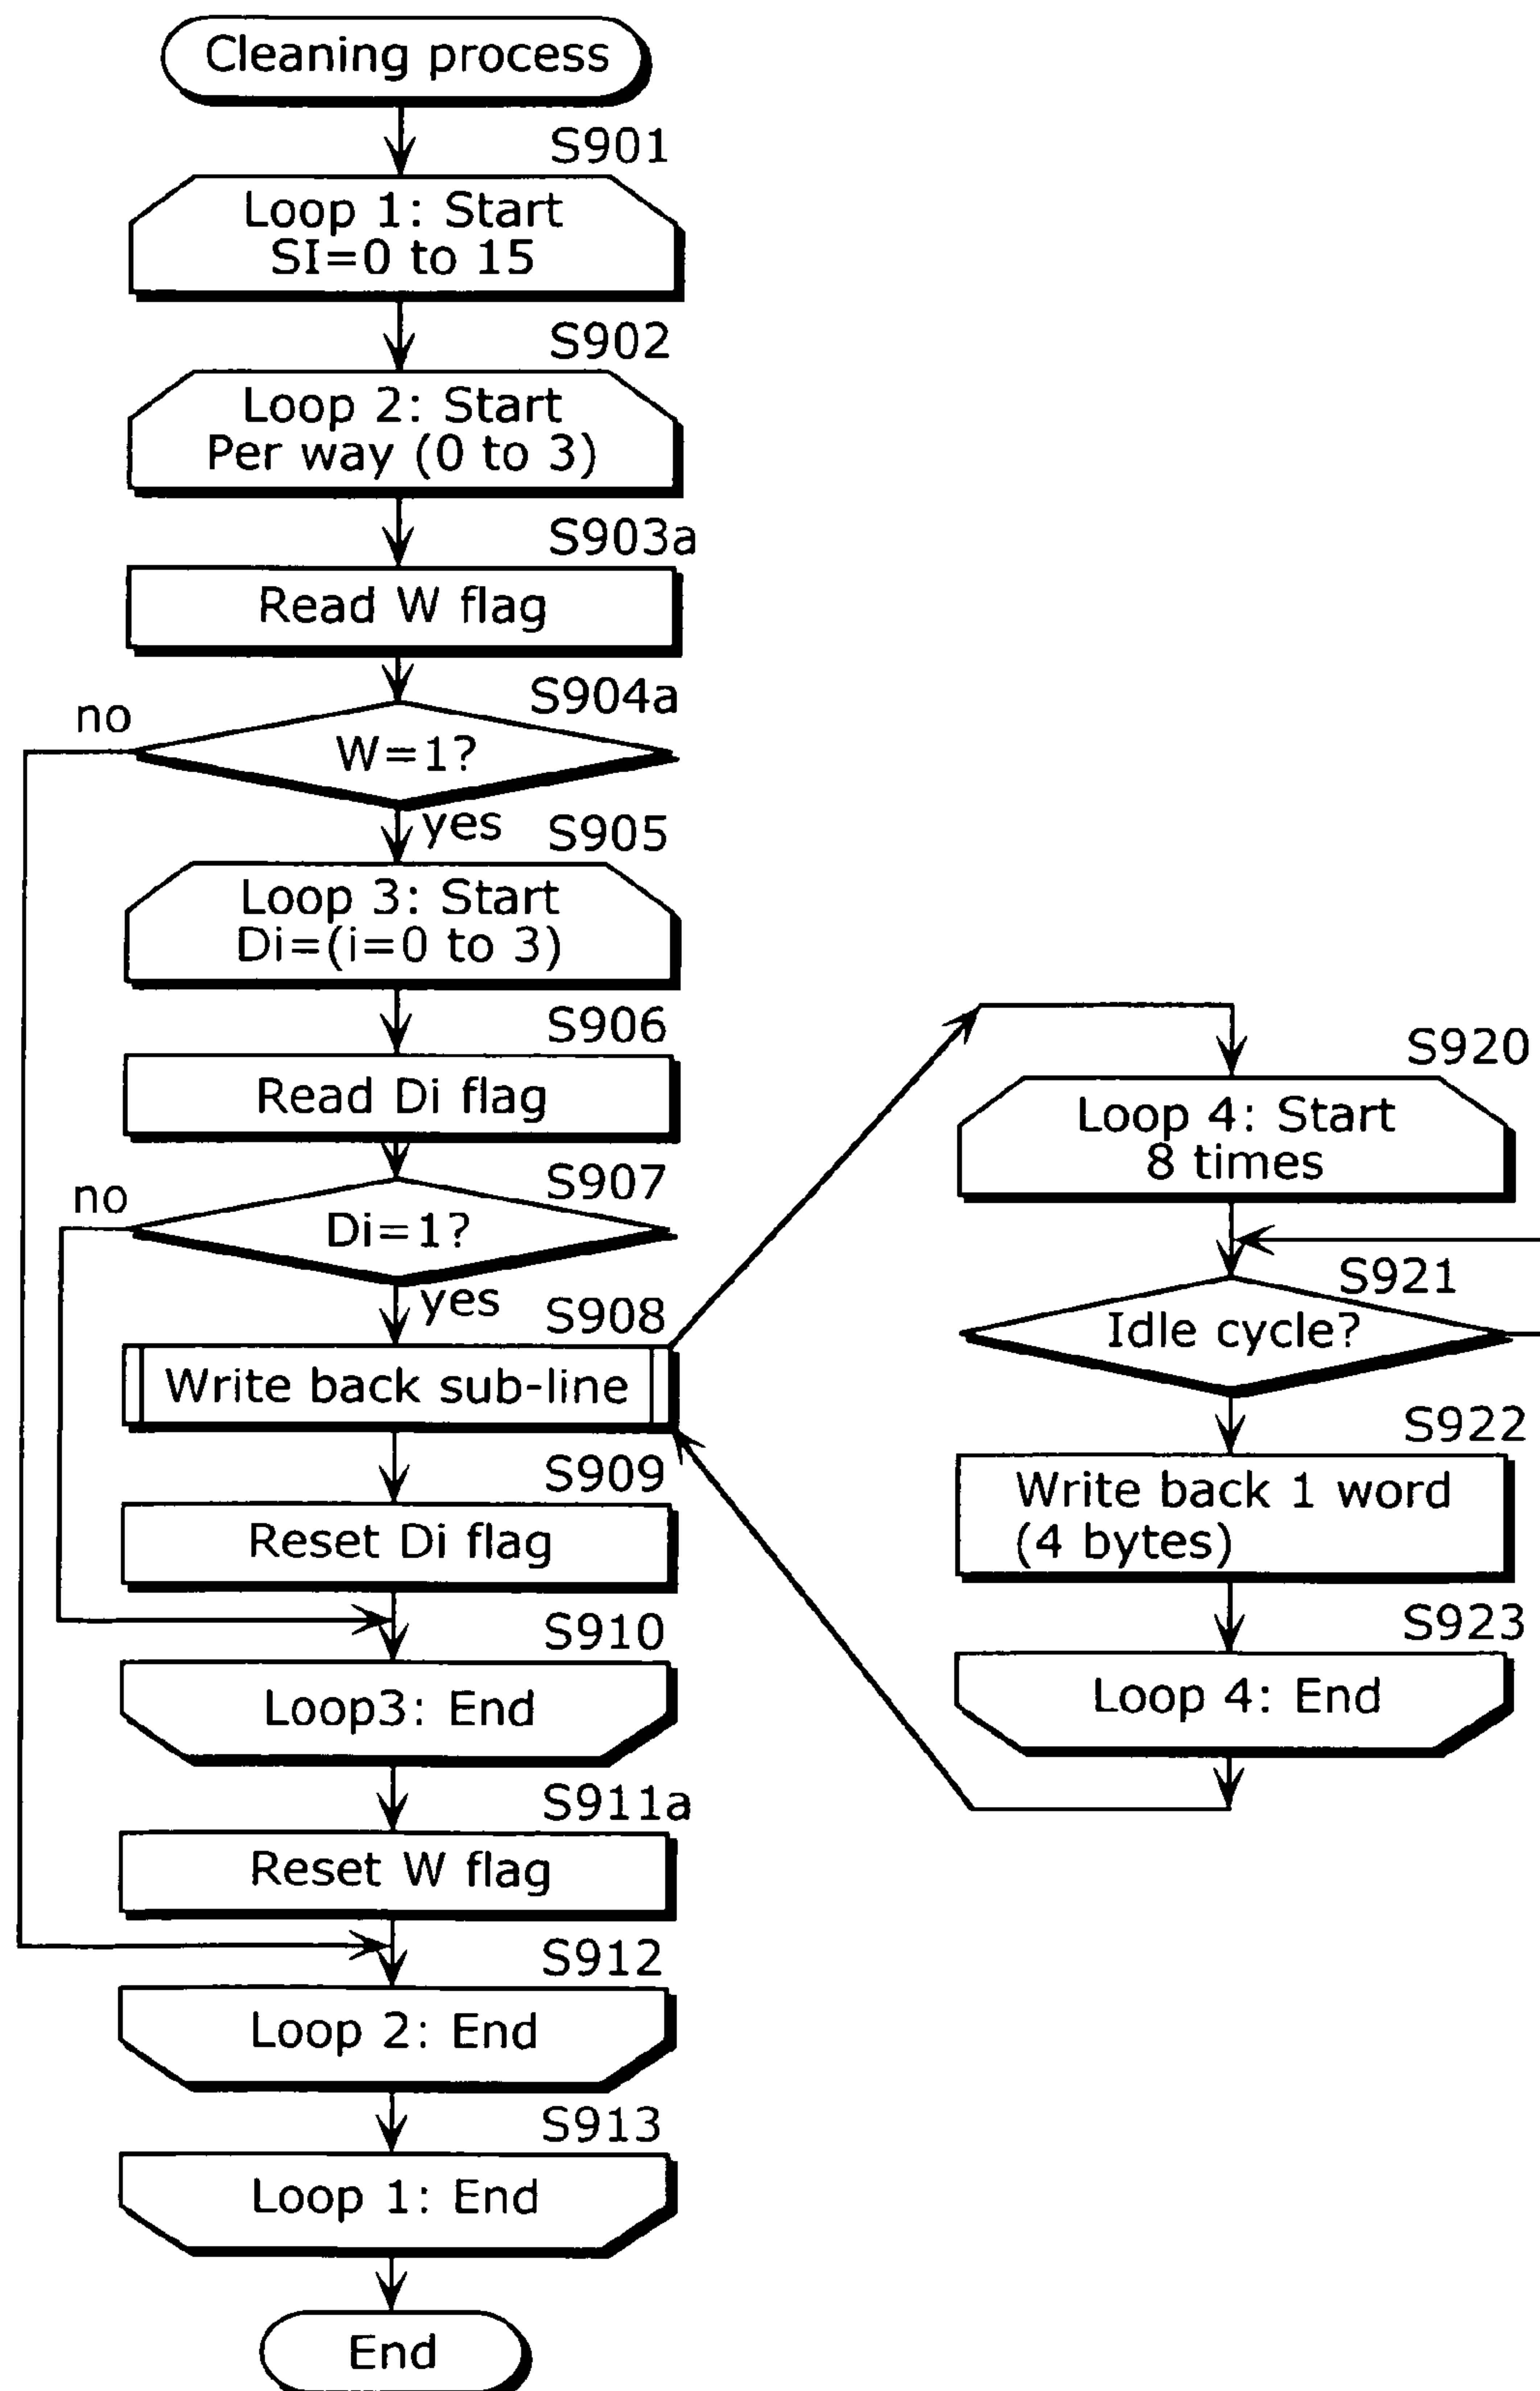 Cleaning process
S901
Loop 1: Start
SI=0 to 15
S902
Loop 2: Start
Per way (0 to 3)
S903a
Read W flag
S904a
no
W=1?
yes
S905
Loop 3: Start
Di=(i=0 to 3)
S906
Read Di flag
S907
no
Di=1?
yes
S908
Write back sub-line
S909
Reset Di flag
S910
Loop3: End
S911a
Reset W flag
S912
Loop 2: End
S913
Loop 1: End
End
S920
Loop 4: Start
8 times
S921
Idle cycle?
S922
Write back 1 word
(4 bytes)
S923
Loop 4: End